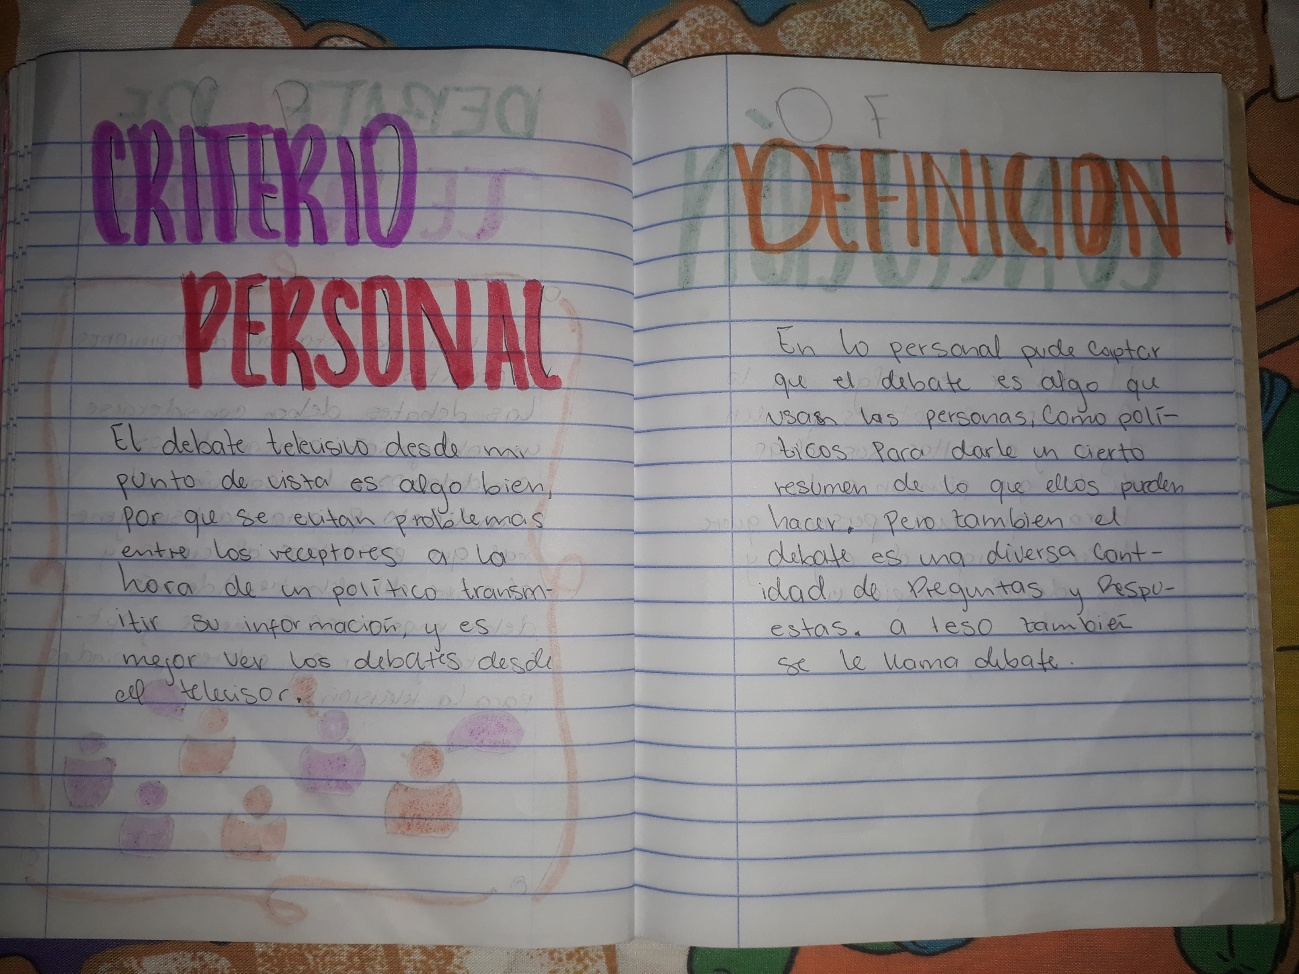 CRITERIO
PERSONAL
El debate televisivo desde mi
punto de vista es algo bien,
por que se evitan problemas
entre los receptores a la
hora de un político transm-
itir su información, y es
mejor ver los debates desde
el televisor.
DEFINICION
En lo personal pude captar
que el debate es algo que
usan las personas, como polí-
ticos para darle un cierto
resumen de lo que ellos pueden
hacer. Pero tambien el
debate es una diversa cant-
idad de Preguntas y Respu-
estas. a eso también
se le llama debate.